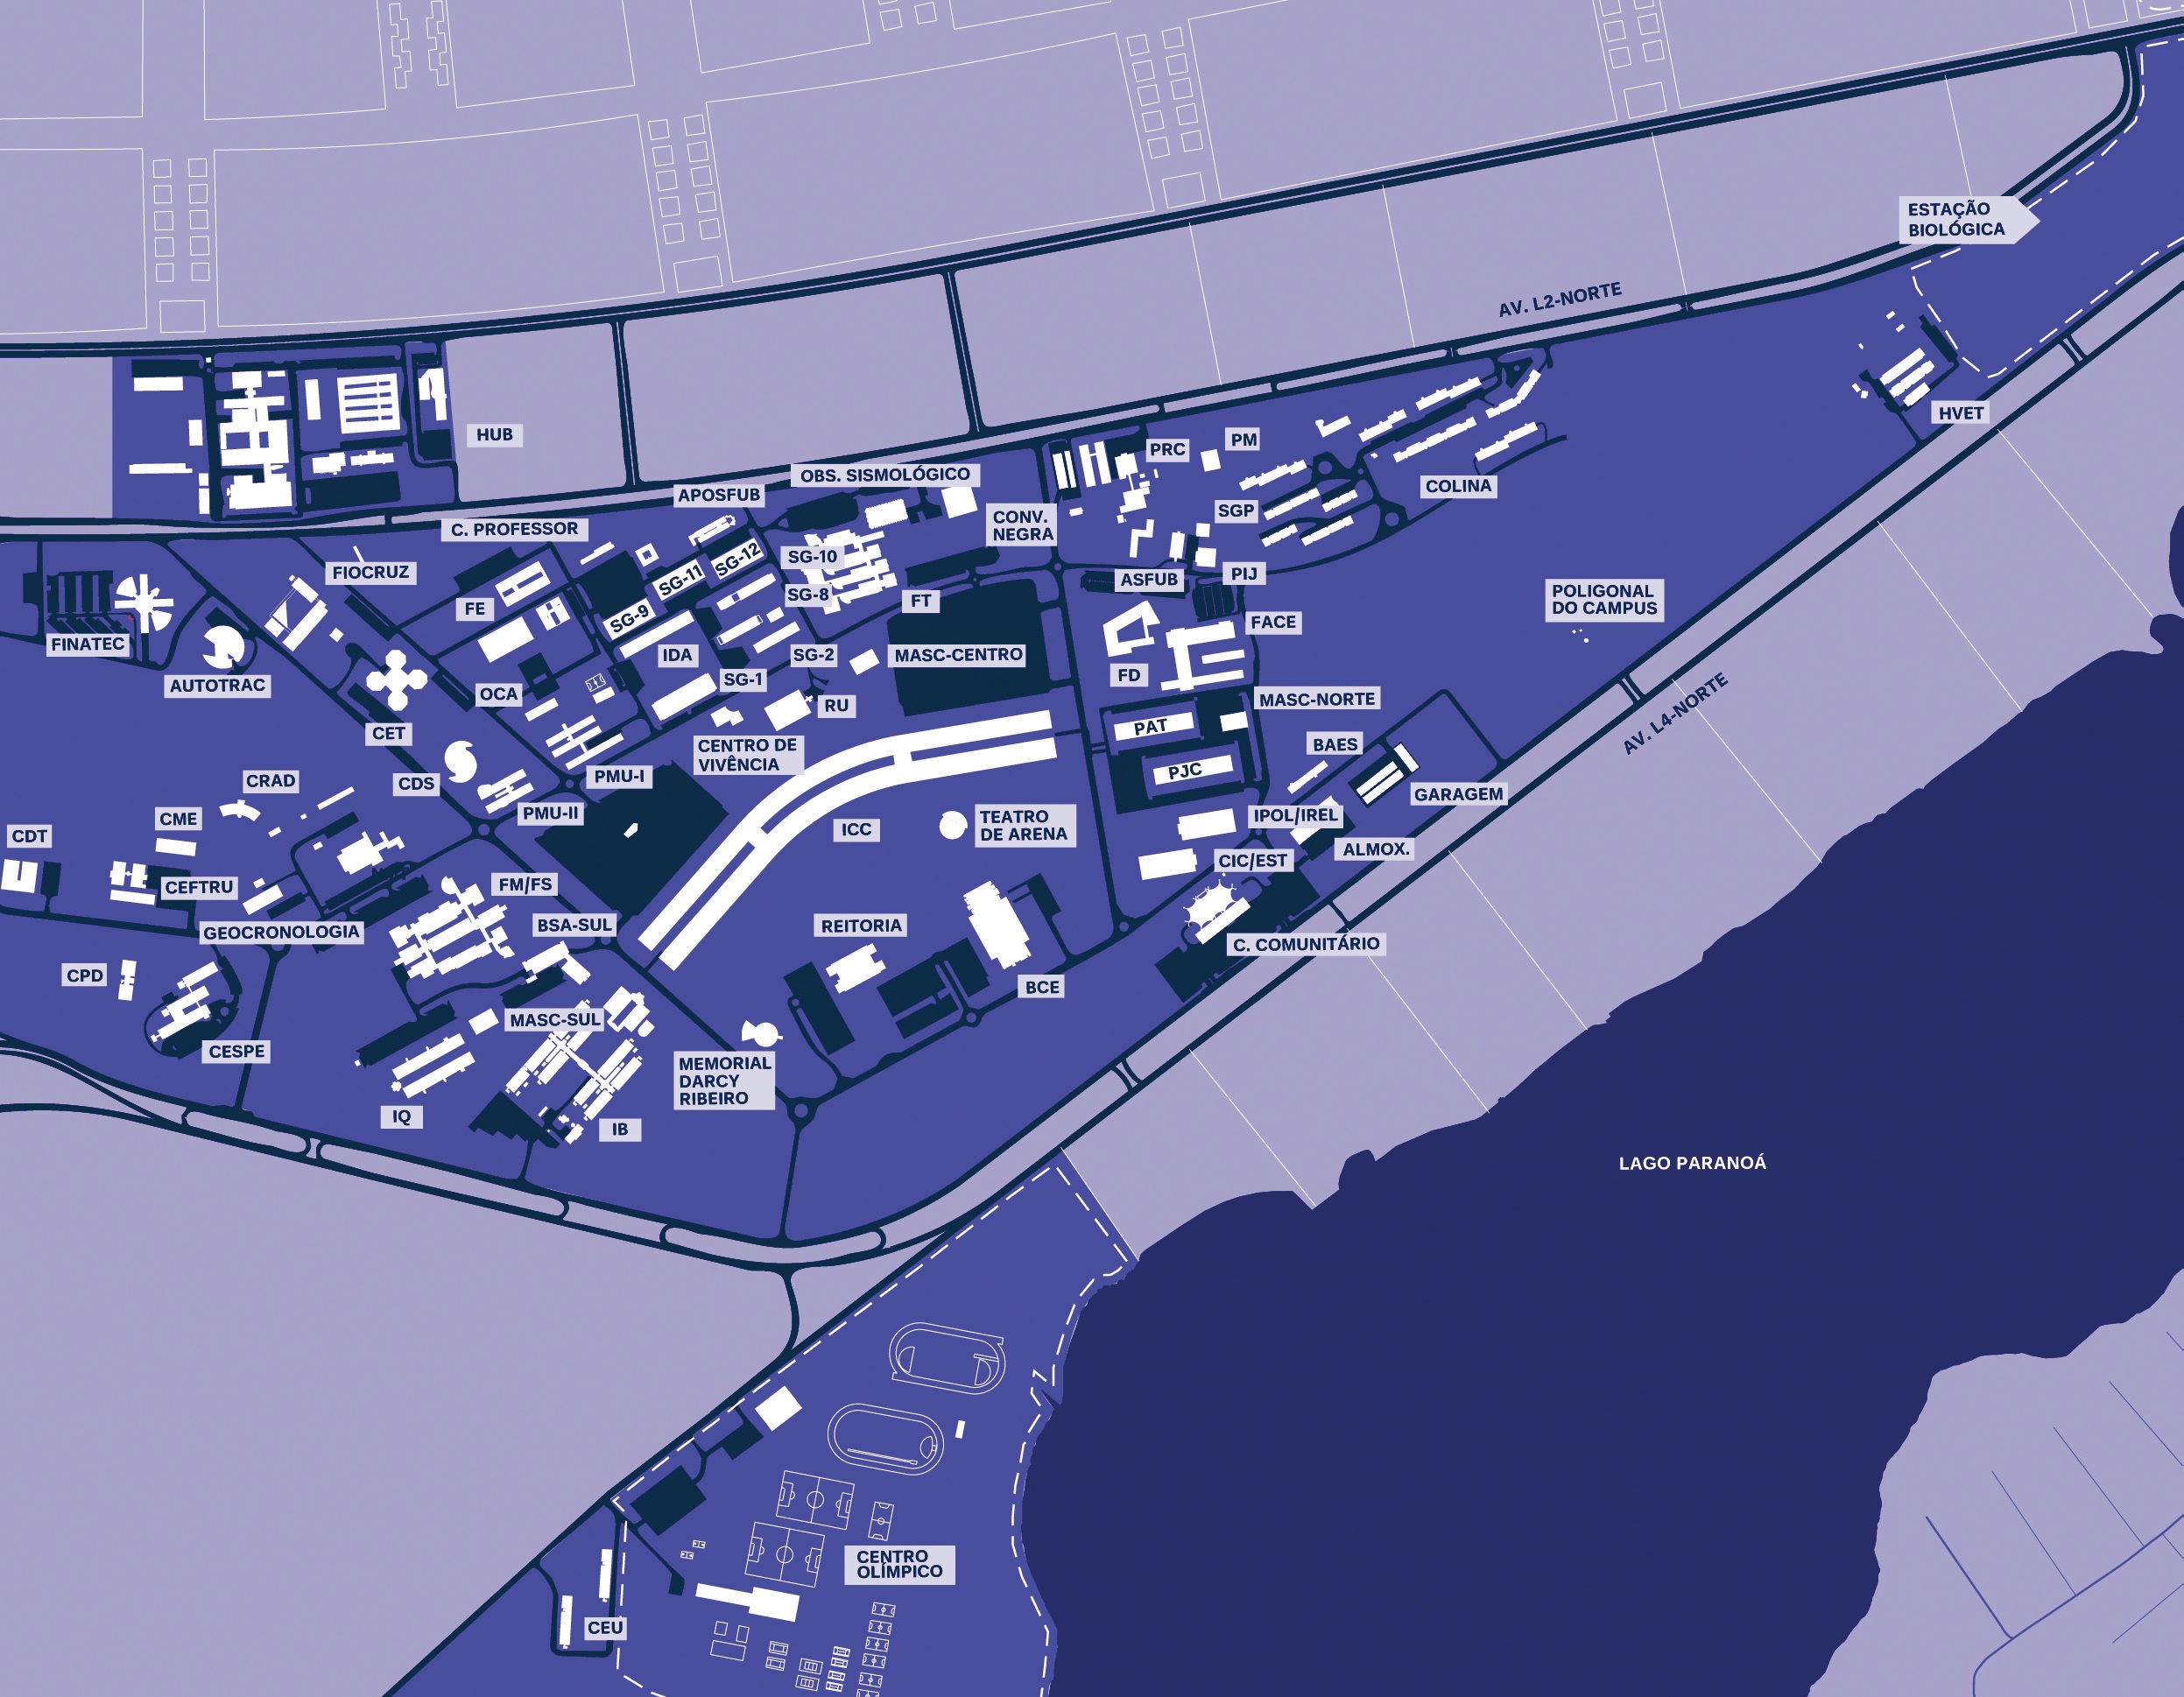 ESTAÇÃO
BIOLÓGICA
AV. L2-NORTE
HVET
HUB
PRC
PM
OBS. SISMOLÓGICO
COLINA
APOSFUB
SGP
C. PROFESSOR
CONV.
NEGRA
SG-10
SG-12
FIOCRUZ
SG-11
ASFUB
PIJ
SG-8
FE
FT
SG-9
POLIGONAL
DO CAMPUS
FACE
FINATEC
IDA
SG-2
MASC-CENTRO
FD
AUTOTRAC
OCA
SG-1
MASC-NORTE
RU
AV. L4-NORTE
PAT
CET
CENTRO DE
VIVÊNCIA
BAES
PJC
PMU-I
CRAD
CDS
GARAGEM
PMU-II
IPOL/IREL
CME
TEATRO
DE ARENA
ICC
CDT
ALMOX.
CIC/EST
CEFTRU
FM/FS
BSA-SUL
REITORIA
GEOCRONOLOGIA
C. COMUNITÁRIO
CPD
BCE
MASC-SUL
CESPE
MEMORIAL
DARCY
RIBEIRO
IQ
IB
LAGO PARANOÁ
CENTRO
OLÍMPICO
CEU